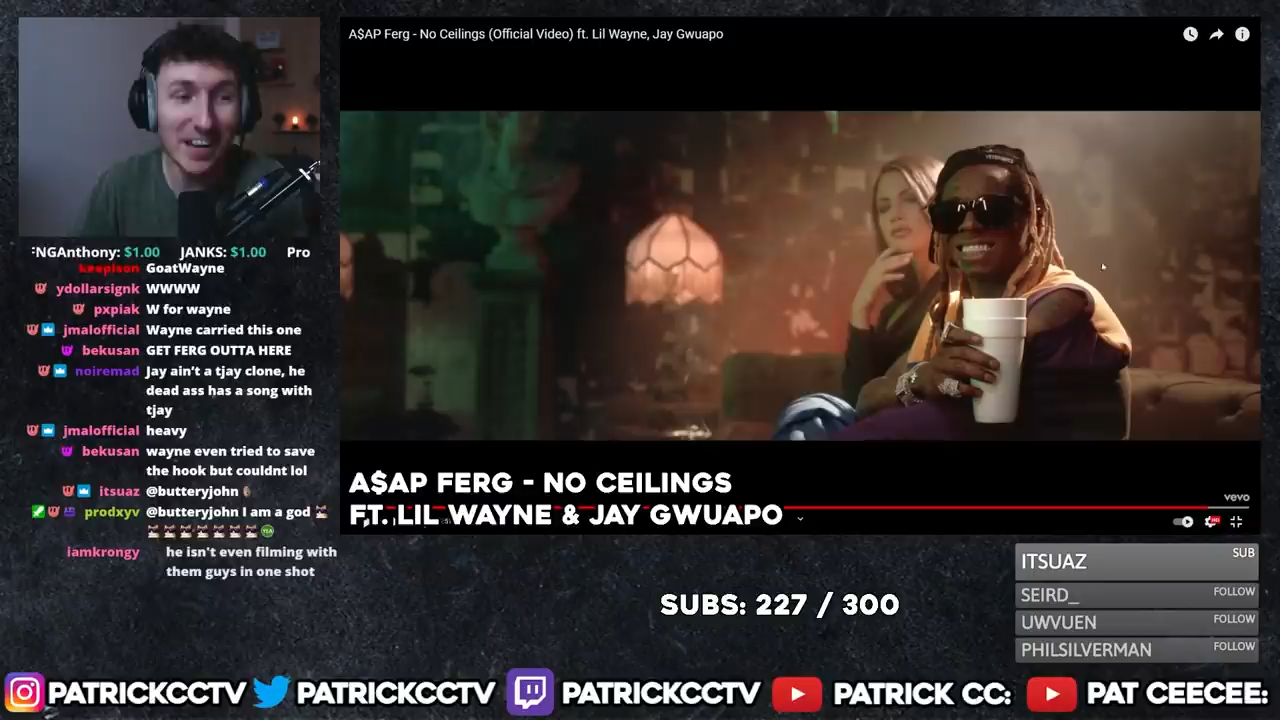 A$AP Ferg - No Ceilings (Official Video) ft. Lil Wayne, Jay Gwuapo
NGAnthony: $1.00 JANKS: $1.00 Pro
keepison GoatWayne
ydollarsignk WWWW
pxpiak W for wayne
jmalofficial Wayne carried this one
bekusan GET FERG OUTTA HERE
noiremad Jay ain't a tjay clone, he
dead ass has a song with
tjay
jmalofficial heavy
bekusan wayne even tried to save
the hook but couldnt lol
itsuaz @butteryjohn
prodxyv @butteryjohn I am a god
iamkrongy he isn't even filming with
them guys in one shot
A$AP FERG - NO CEILINGS
FT. LIL WAYNE & JAY GWUAPO
vevo
SUBS: 227 / 300
ITSUAZ SUB
SEIRD_ FOLLOW
UWVUEN FOLLOW
PHILSILVERMAN FOLLOW
PATRICKCCTV PATRICKCCTV PATRICKCCTV PATRICK CC: PAT CEECEE: